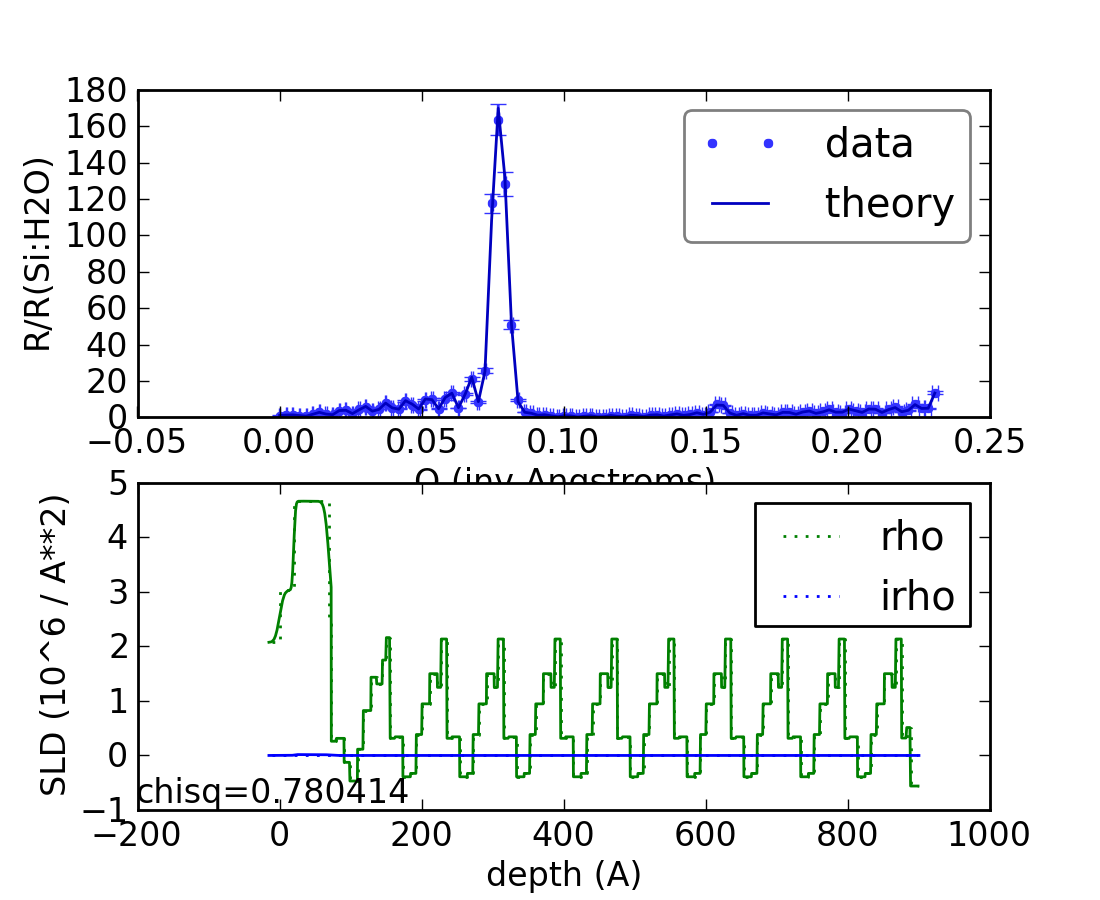 180
160
140
120
100
80
60
40
20
0
R/R(Si:H2O)
data
theory
−0.05 0.00 0.05 0.10 0.15 0.20 0.25
Q (inv Angstroms)
5
4
3
2
1
0
−1
SLD (10^6 / A**2)
rho
irho
chisq=0.780414
−200 0 200 400 600 800 1000
depth (A)